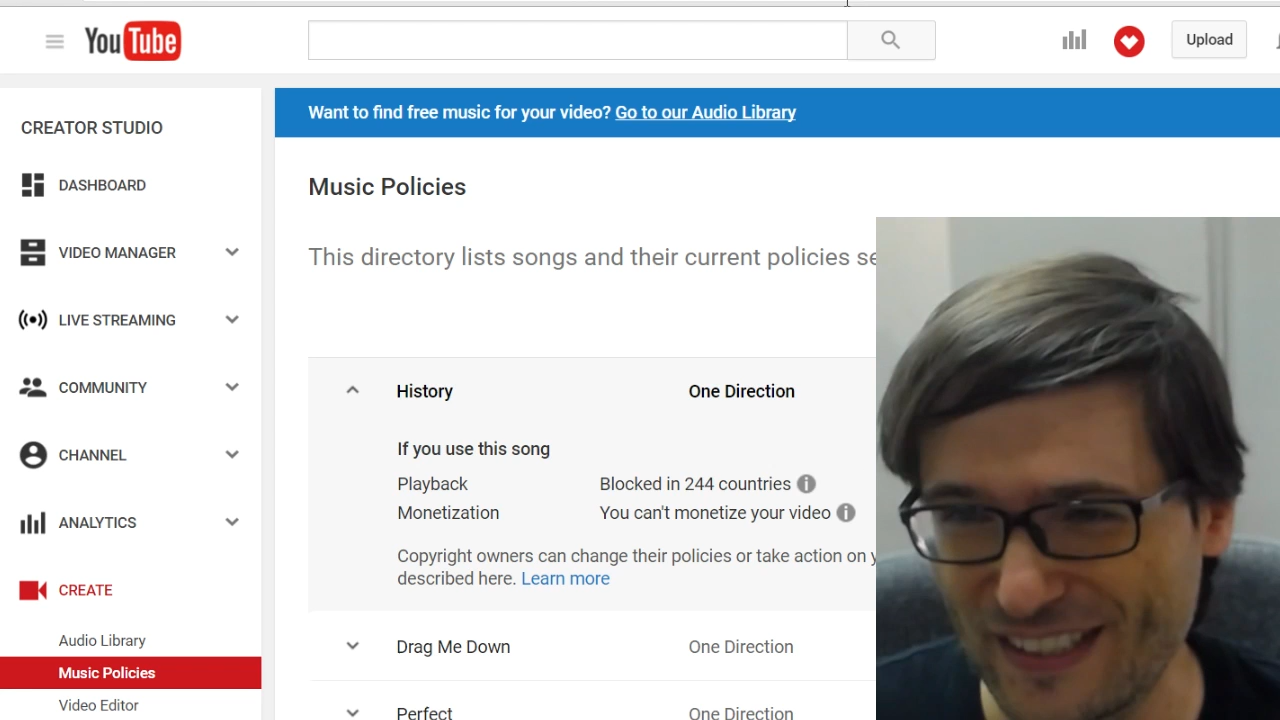 YouTube
Upload
CREATOR STUDIO
DASHBOARD
VIDEO MANAGER
LIVE STREAMING
COMMUNITY
CHANNEL
ANALYTICS
CREATE
Audio Library
Music Policies
Video Editor
Want to find free music for your video? Go to our Audio Library
Music Policies
This directory lists songs and their current policies se
History One Direction
If you use this song
Playback Blocked in 244 countries
Monetization You can't monetize your video
Copyright owners can change their policies or take action on y
described here. Learn more
Drag Me Down One Direction
Perfect One Direction